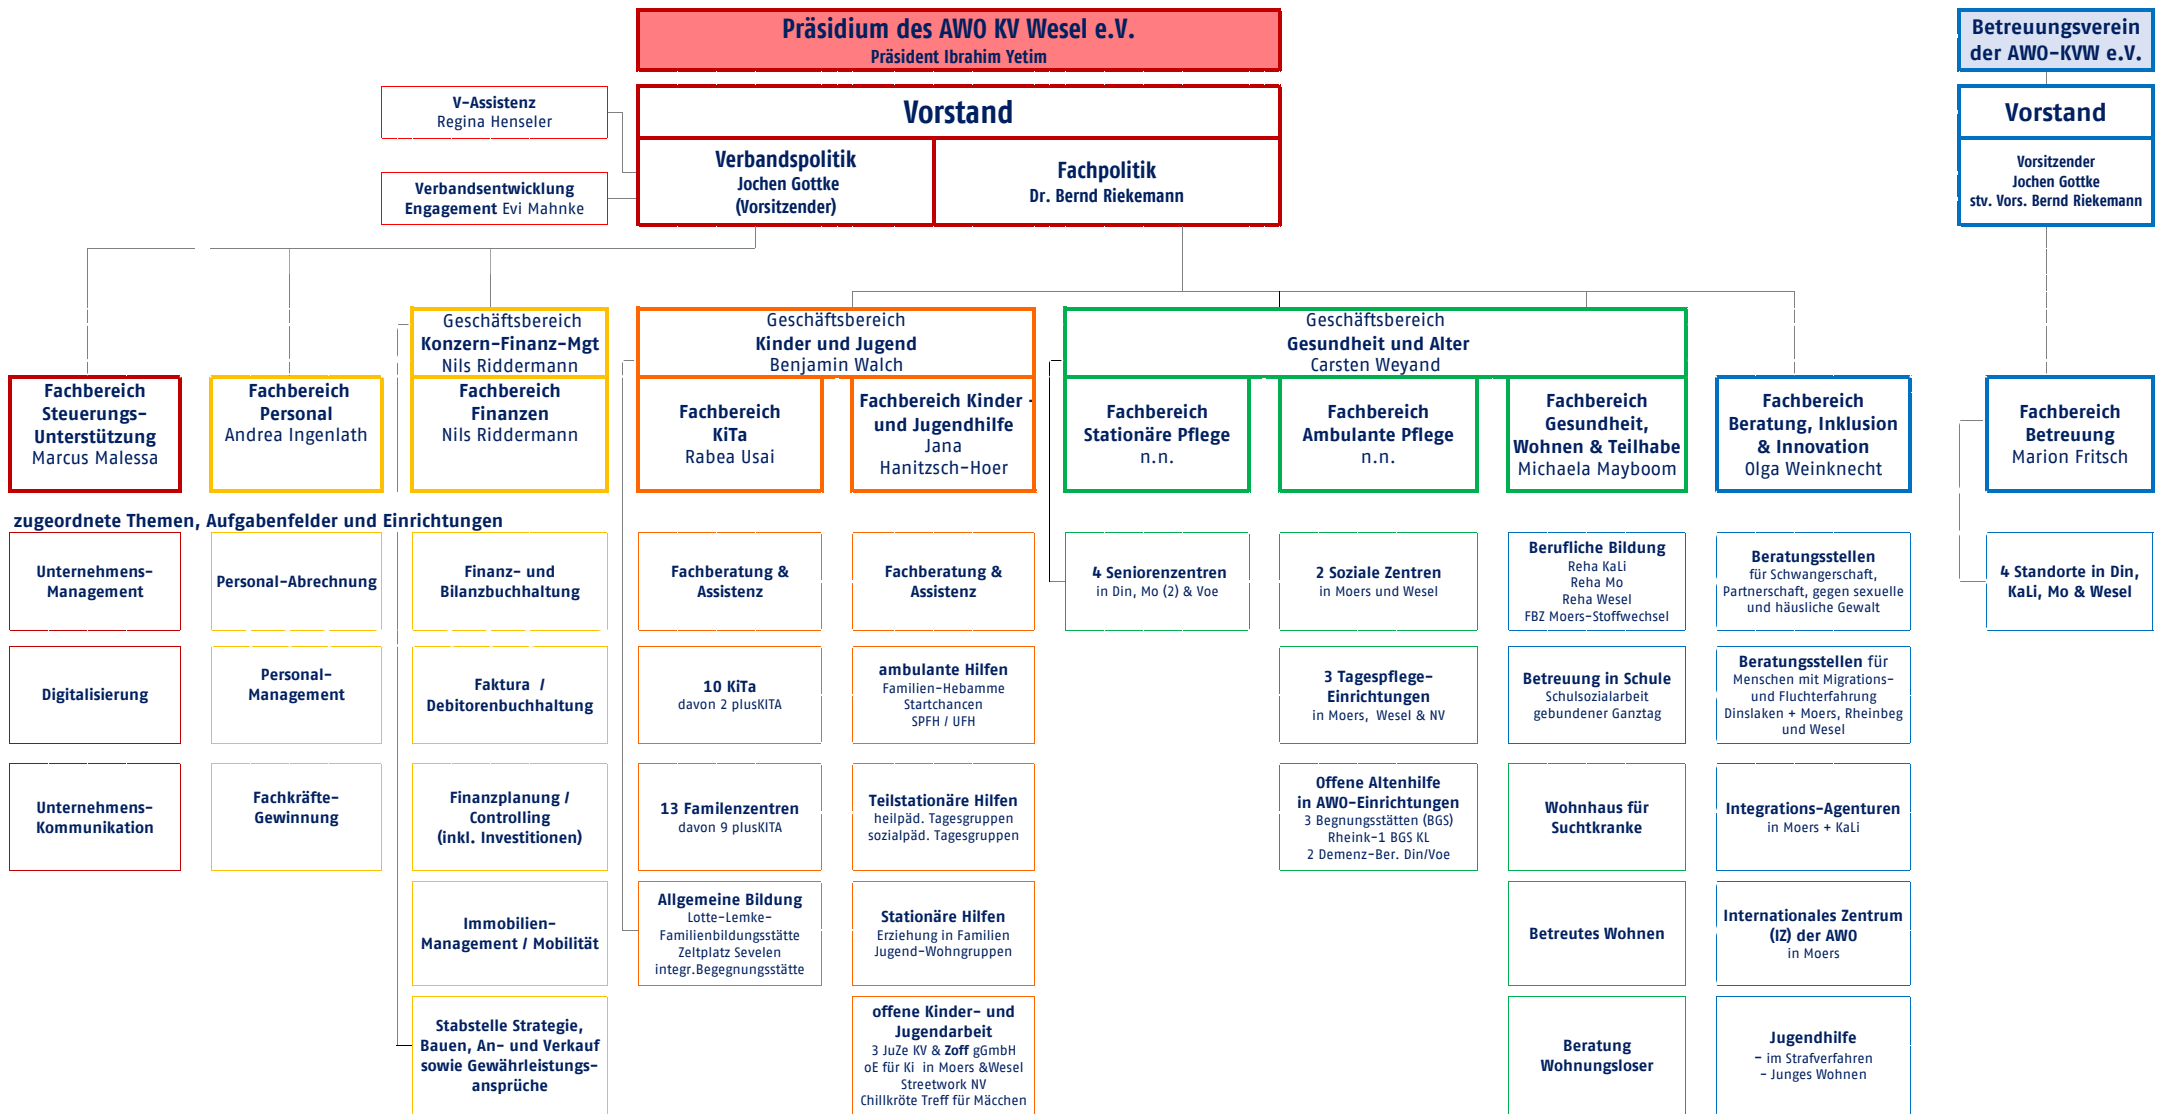 Präsidium des AWO KV Wesel e.V.
Präsident Ibrahim Yetim
Betreuungsverein
der AWO-KVW e.V.
V-Assistenz
Regina Henseler
Verbandsentwicklung
Engagement Evi Mahnke
Vorstand
Verbandspolitik
Jochen Gottke
(Vorsitzender)
Fachpolitik
Dr. Bernd Riekemann
Vorstand
Vorsitzender
Jochen Gottke
stv. Vors. Bernd Riekemann
Geschäftsbereich
Konzern-Finanz-Mgt
Nils Riddermann
Geschäftsbereich
Kinder und Jugend
Benjamin Walch
Geschäftsbereich
Gesundheit und Alter
Carsten Weyand
Fachbereich
Steuerungs-
Unterstützung
Marcus Malessa
Fachbereich
Personal
Andrea Ingenlath
Fachbereich
Finanzen
Nils Riddermann
Fachbereich
KiTa
Rabea Usai
Fachbereich Kinder -
und Jugendhilfe
Jana
Hanitzsch-Hoer
Fachbereich
Stationäre Pflege
n.n.
Fachbereich
Ambulante Pflege
n.n.
Fachbereich
Gesundheit,
Wohnen & Teilhabe
Michaela Mayboom
Fachbereich
Beratung, Inklusion
& Innovation
Olga Weinknecht
Fachbereich
Betreuung
Marion Fritsch
zugeordnete Themen, Aufgabenfelder und Einrichtungen
Unternehmens-
Management
Personal-Abrechnung
Finanz- und
Bilanzbuchhaltung
Fachberatung &
Assistenz
Fachberatung &
Assistenz
4 Seniorenzentren
in Din, Mo (2) & Voe
2 Soziale Zentren
in Moers und Wesel
Berufliche Bildung
Reha KaLi
Reha Mo
Reha Wesel
FBZ Moers-Stoffwechsel
Beratungsstellen
für Schwangerschaft,
Partnerschaft, gegen sexuelle
und häusliche Gewalt
4 Standorte in Din,
KaLi, Mo & Wesel
Digitalisierung
Personal-
Management
Faktura /
Debitorenbuchhaltung
10 KiTa
davon 2 plusKITA
ambulante Hilfen
Familien-Hebamme
Startchancen
SPFH / UFH
3 Tagespflege-
Einrichtungen
in Moers, Wesel & NV
Betreuung in Schule
Schulsozialarbeit
gebundener Ganztag
Beratungsstellen für
Menschen mit Migrations-
und Fluchterfahrung
Dinslaken + Moers, Rheinbeg
und Wesel
Unternehmens-
Kommunikation
Fachkräfte-
Gewinnung
Finanzplanung /
Controlling
(inkl. Investitionen)
13 Familenzentren
davon 9 plusKITA
Teilstationäre Hilfen
heilpäd. Tagesgruppen
sozialpäd. Tagesgruppen
Offene Altenhilfe
in AWO-Einrichtungen
3 Begnungsstätten (BGS)
Rheink-1 BGS KL
2 Demenz-Ber. Din/Voe
Wohnhaus für
Suchtkranke
Integrations-Agenturen
in Moers + KaLi
Immobilien-
Management / Mobilität
Allgemeine Bildung
Lotte-Lemke-
Familienbildungsstätte
Zeltplatz Sevelen
integr.Begegnungsstätte
Stationäre Hilfen
Erziehung in Familien
Jugend-Wohngruppen
Betreutes Wohnen
Internationales Zentrum
(IZ) der AWO
in Moers
Stabstelle Strategie,
Bauen, An- und Verkauf
sowie Gewährleistungs-
ansprüche
offene Kinder- und
Jugendarbeit
3 JuZe KV & Zoff gGmbH
oE für Ki in Moers &Wesel
Streetwork NV
Chillkröte Treff für Mäcchen
Beratung
Wohnungsloser
Jugendhilfe
- im Strafverfahren
- Junges Wohnen